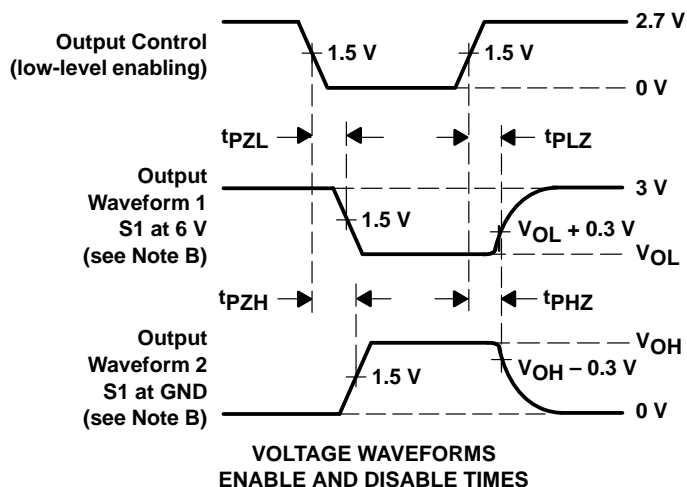 2.7 V
Output Control
(low-level enabling)
1.5 V
1.5 V
0 V
tPZL
tPLZ
Output
Waveform 1
S1 at 6 V
(see Note B)
3 V
1.5 V
VOL + 0.3 V
VOL
tPZH
tPHZ
Output
Waveform 2
S1 at GND
(see Note B)
VOH
1.5 V
VOH – 0.3 V
0 V
VOLTAGE WAVEFORMS
ENABLE AND DISABLE TIMES